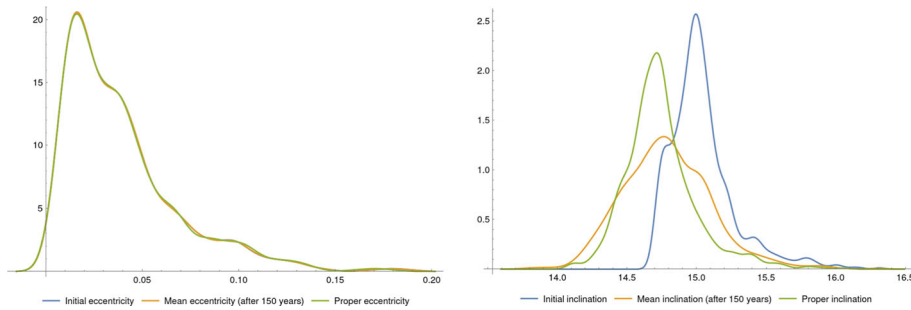 20
15
10
5
0.05 0.10 0.15 0.20
Initial eccentricity Mean eccentricity (after 150 years) Proper eccentricity
2.5
2.0
1.5
1.0
0.5
14.0 14.5 15.0 15.5 16.0 16.5
Initial inclination Mean inclination (after 150 years) Proper inclination